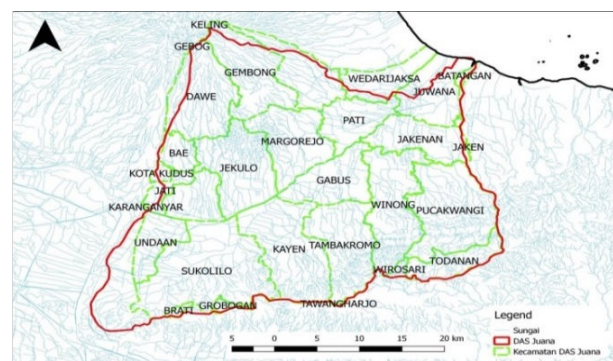 KELING
GEBOG
GEMBONG
WEDARIJAKSA
BATANGAN
DAWE
JUWANA
PATI
MARGOREJO
JAKENAN
JAKEN
BAE
KOTA KUDUS
JEKULO
GABUS
JATI
KARANGANYAR
WINONG
PUCAKWANGI
UNDAAN
KAYEN
TAMBAKROMO
SUKOLILO
TODANAN
WIROSARI
BRATI
GROBOGAN
TAWANGHARJO
Legend
Sungai
DAS Juana
Kecamatan DAS Juana
5 0 5 10 15 20 km